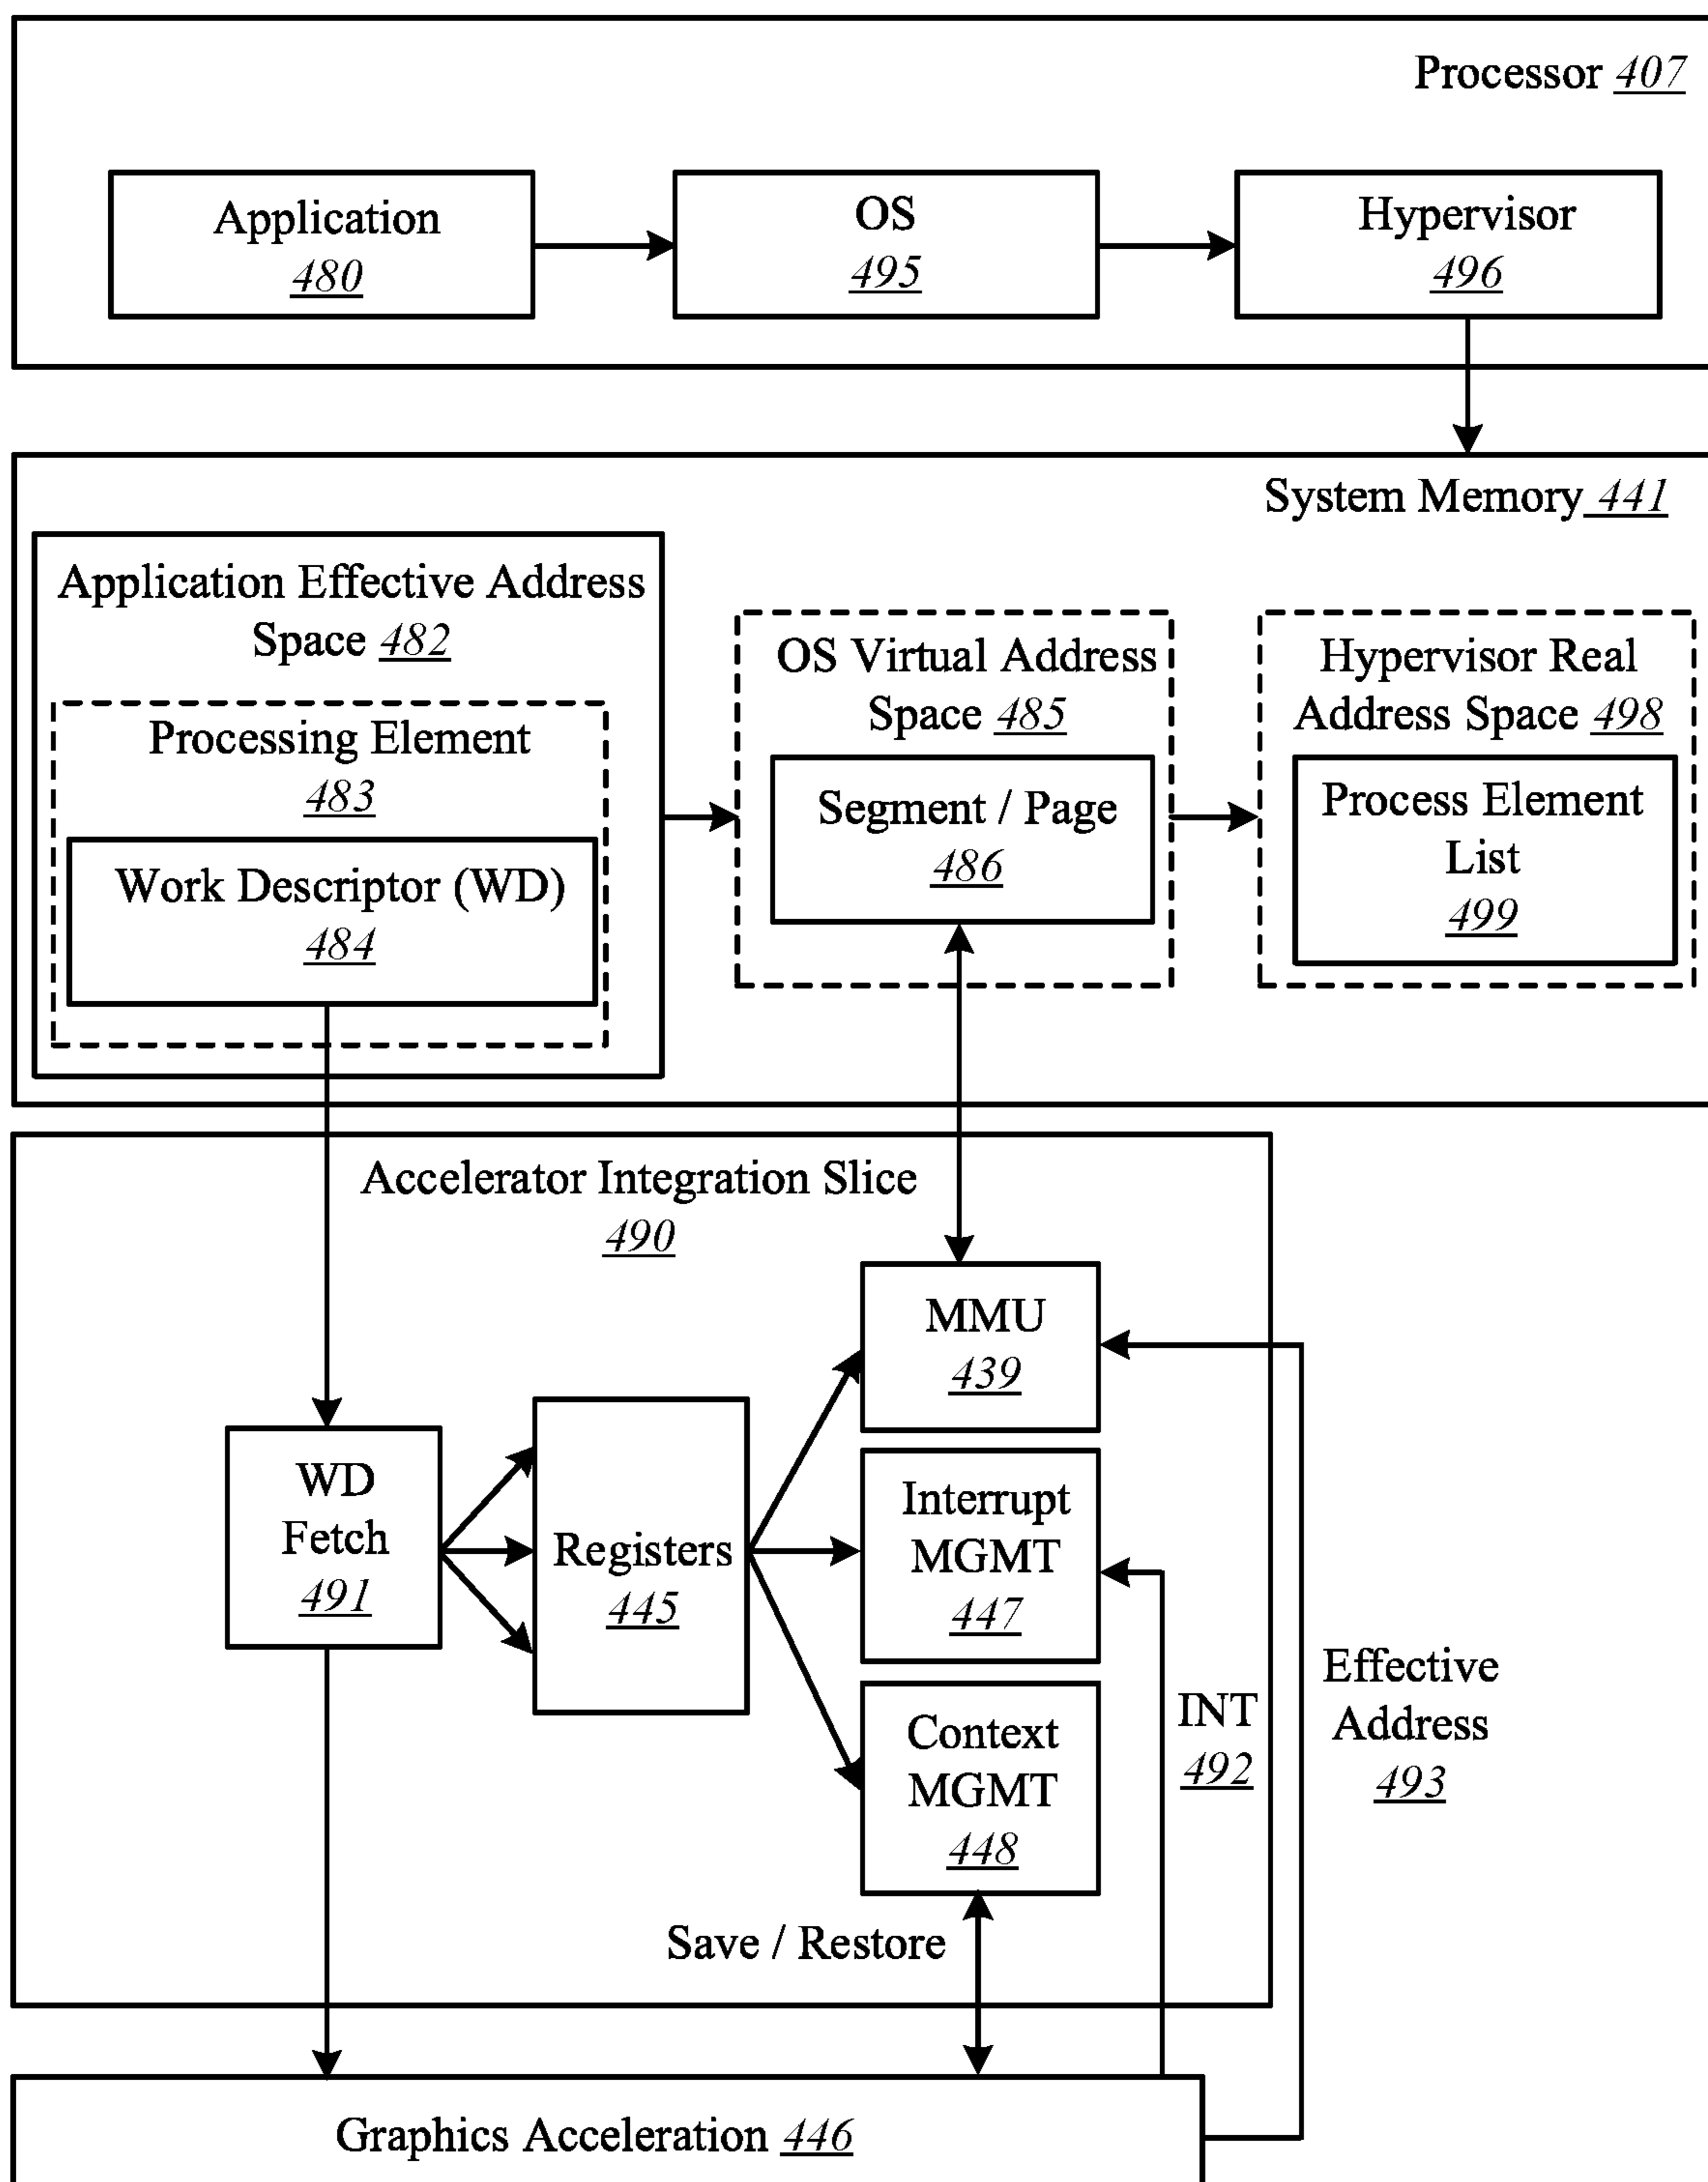 Processor 407
Application
480
OS
495
Hypervisor
496
System Memory 441
Application Effective Address
Space 482
Processing Element
483
Work Descriptor (WD)
484
OS Virtual Address
Space 485
Segment / Page
486
Hypervisor Real
Address Space 498
Process Element
List
499
Accelerator Integration Slice
490
MMU
439
WD
Fetch
491
Registers
445
Interrupt
MGMT
447
Context
MGMT
448
INT
492
Effective
Address
493
Save / Restore
Graphics Acceleration 446